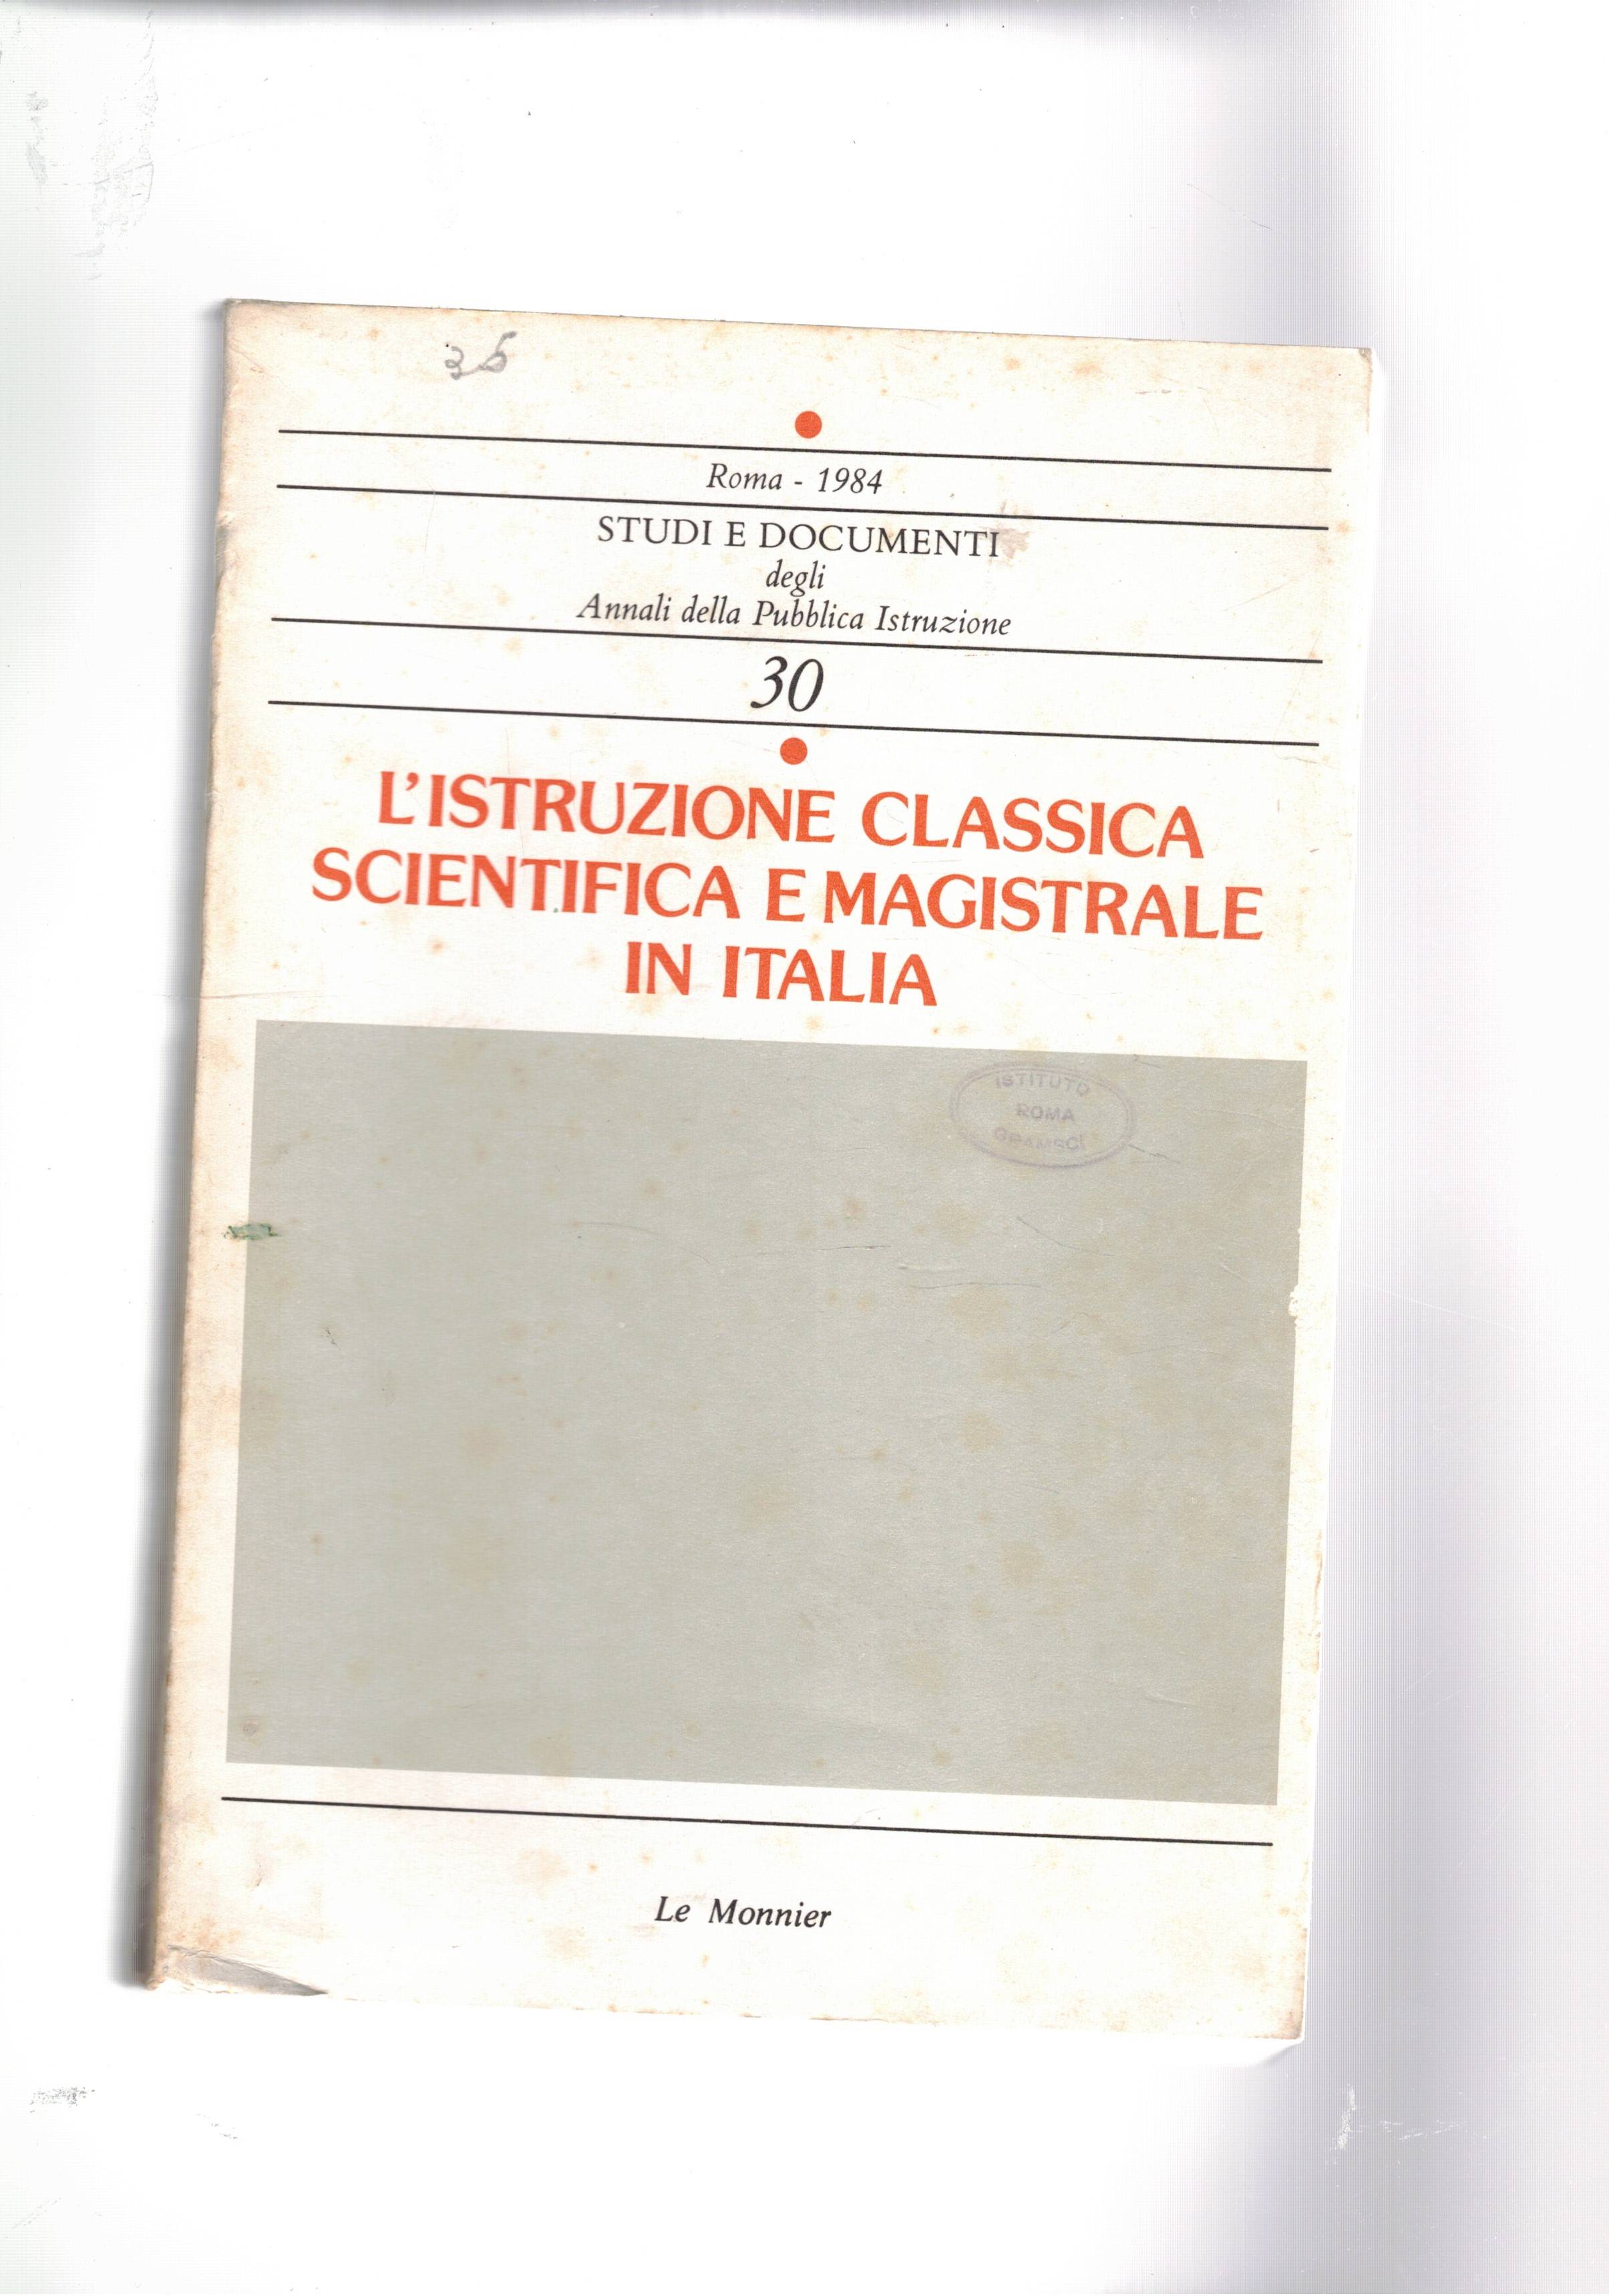 35
Roma - 1984
STUDI E DOCUMENTI
degli
Annali della Pubblica Istruzione
30
L'ISTRUZIONE CLASSICA
SCIENTIFICA E MAGISTRALE
IN ITALIA
ISTITUTO
ROMA
GRAMSCI
Le Monnier